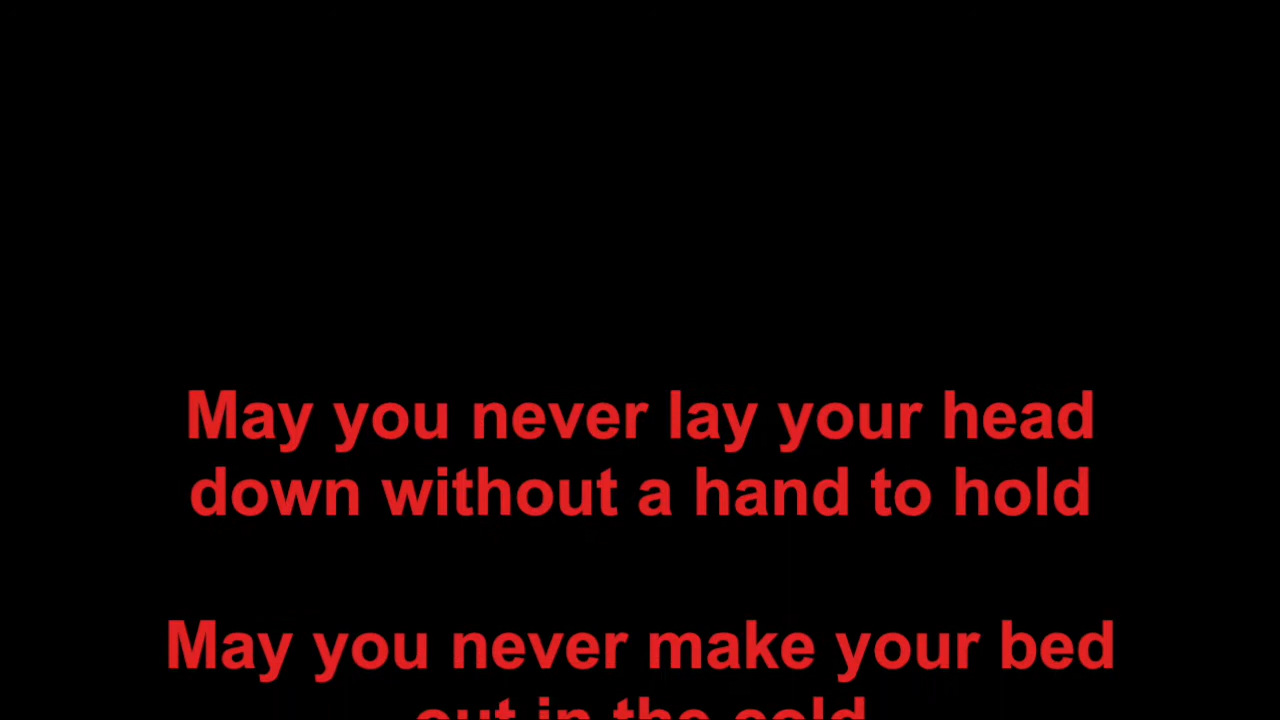 May you never lay your head
down without a hand to hold
May you never make your bed
out in the cold